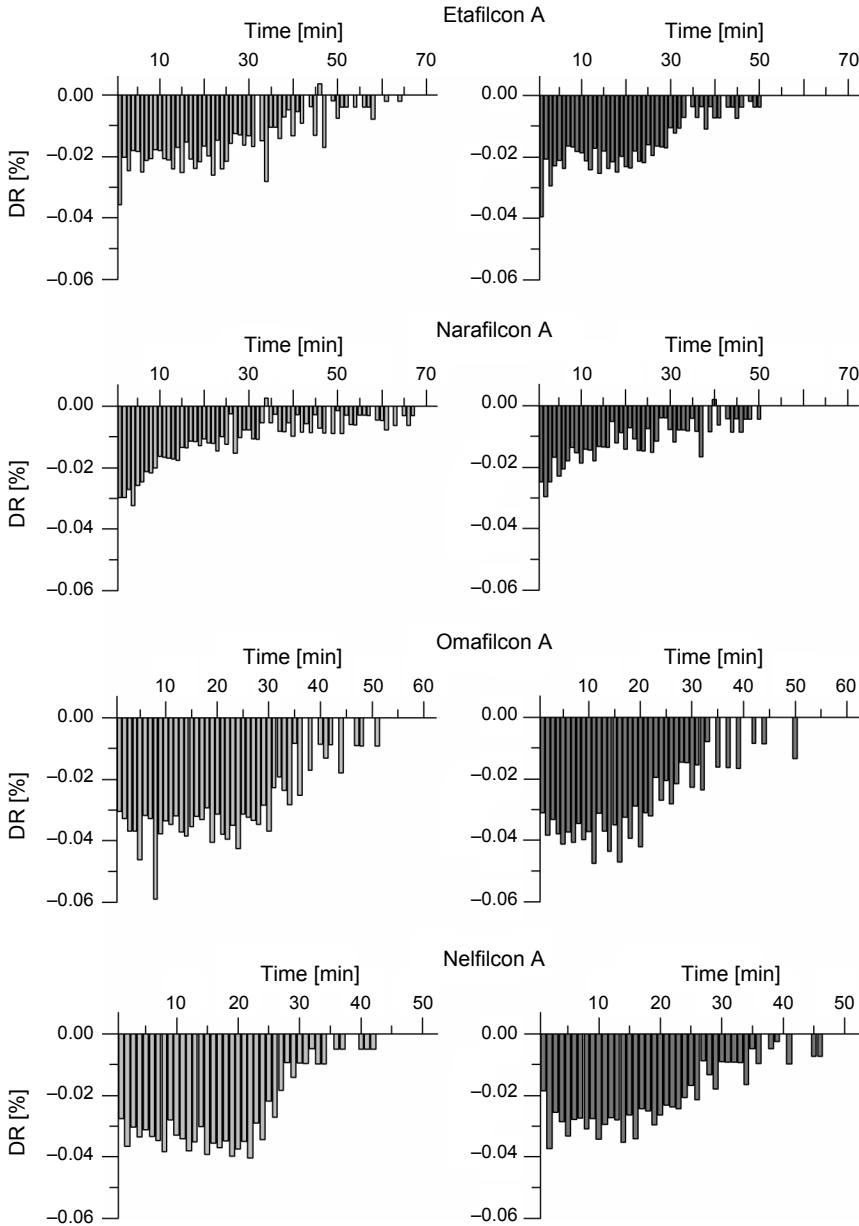 Etafilcon A
Time [min] Time [min]
10 30 50 70 10 30 50 70
0.00 0.00
–0.02 –0.02
–0.04 –0.04
–0.06 –0.06
DR [%]
Narafilcon A
Time [min] Time [min]
10 30 50 70 10 30 50 70
0.00 0.00
–0.02 –0.02
–0.04 –0.04
–0.06 –0.06
DR [%]
Omafilcon A
Time [min] Time [min]
10 20 30 40 50 60 10 20 30 40 50 60
0.00 0.00
–0.02 –0.02
–0.04 –0.04
–0.06 –0.06
DR [%]
Nelfilcon A
Time [min] Time [min]
10 20 30 40 50 10 20 30 40 50
0.00 0.00
–0.02 –0.02
–0.04 –0.04
–0.06 –0.06
DR [%]